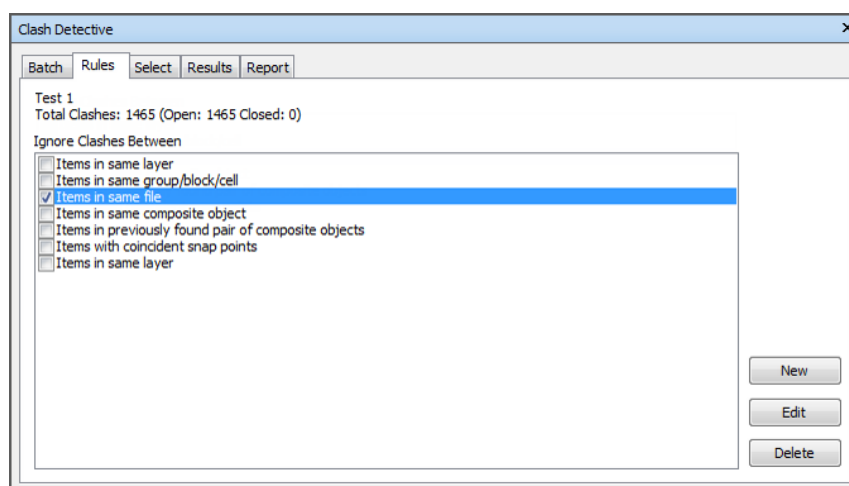 Clash Detective
Batch Rules Select Results Report
Test 1
Total Clashes: 1465 (Open: 1465 Closed: 0)
Ignore Clashes Between
Items in same layer
Items in same group/block/cell
Items in same file
Items in same composite object
Items in previously found pair of composite objects
Items with coincident snap points
Items in same layer
New
Edit
Delete